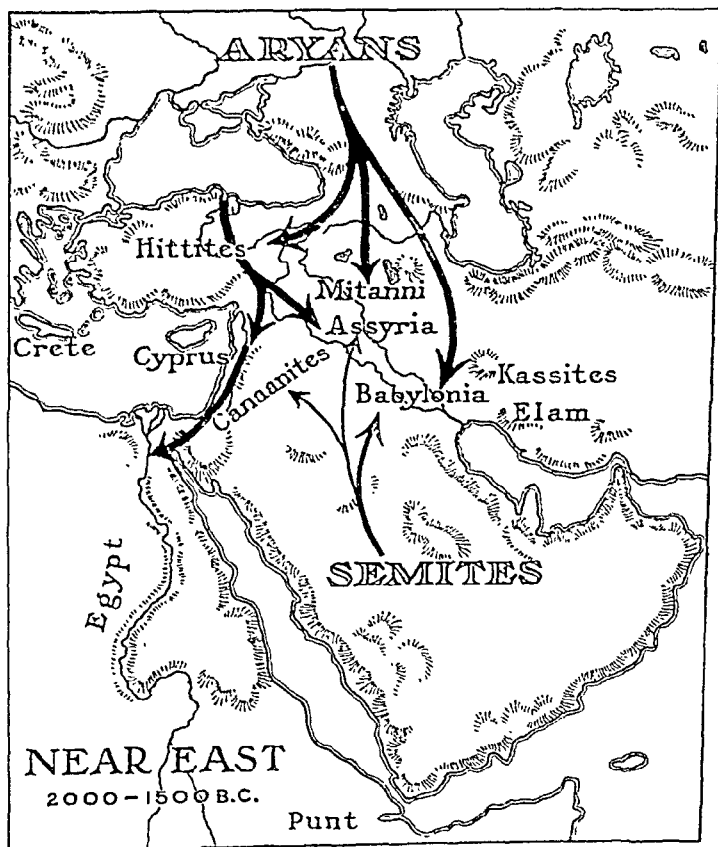 ARYANS
Hittites
Mitanni
Assyria
Crete
Cyprus
Canaanites
Babylonia
Kassites
Elam
SEMITES
Egypt
NEAR EAST
2000-1500 B.C.
Punt